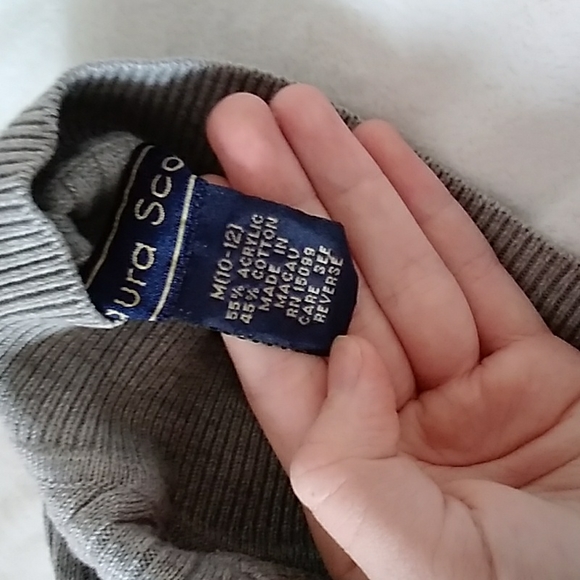 ura Sco
M(10-12)
55% ACRYLIC
45% COTTON
MADE IN
MACAU
RN 15099
CARE SEE
REVERSE